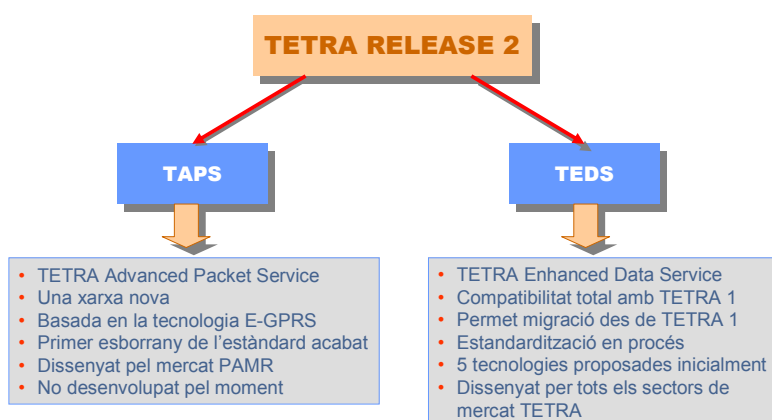 TETRA RELEASE 2
TAPS
TEDS
• TETRA Advanced Packet Service
• Una xarxa nova
• Basada en la tecnologia E-GPRS
• Primer esborrany de l'estàndard acabat
• Dissenyat pel mercat PAMR
• No desenvolupat pel moment
• TETRA Enhanced Data Service
• Compatibilitat total amb TETRA 1
• Permet migració des de TETRA 1
• Estandardització en procés
• 5 tecnologies proposades inicialment
• Dissenyat per tots els sectors de
mercat TETRA